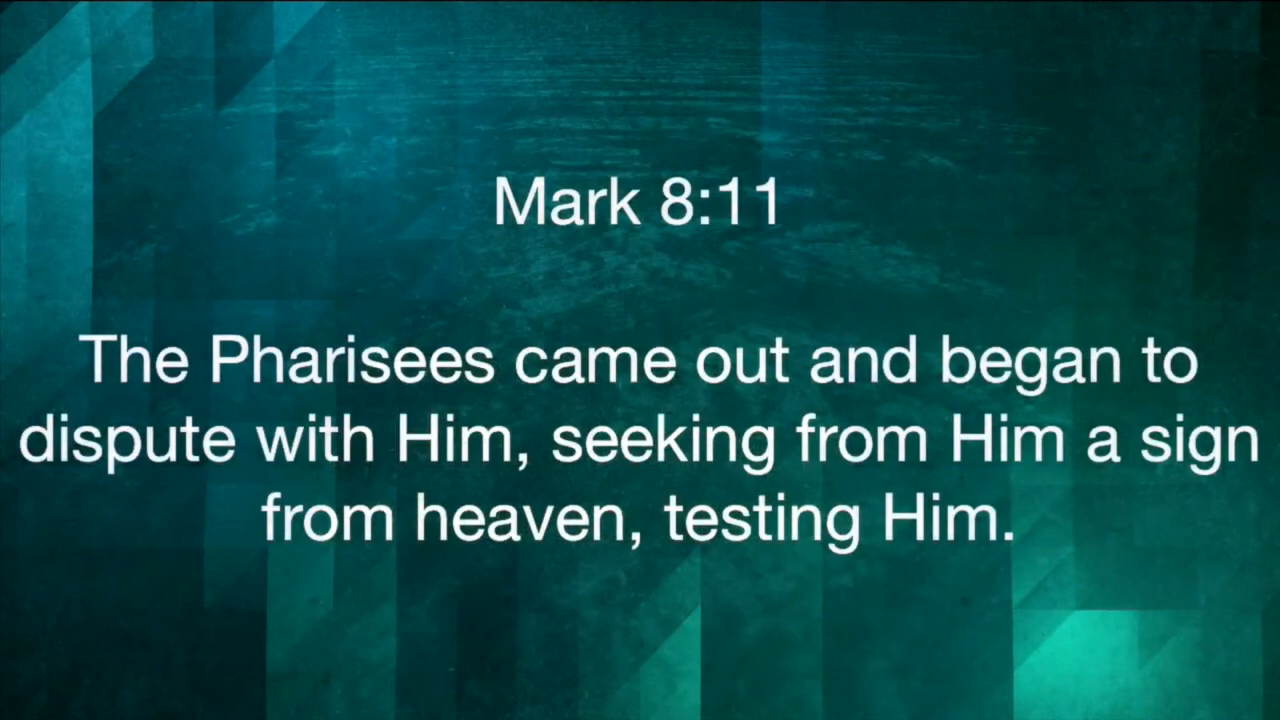 Mark 8:11
The Pharisees came out and began to
dispute with Him, seeking from Him a sign
from heaven, testing Him.